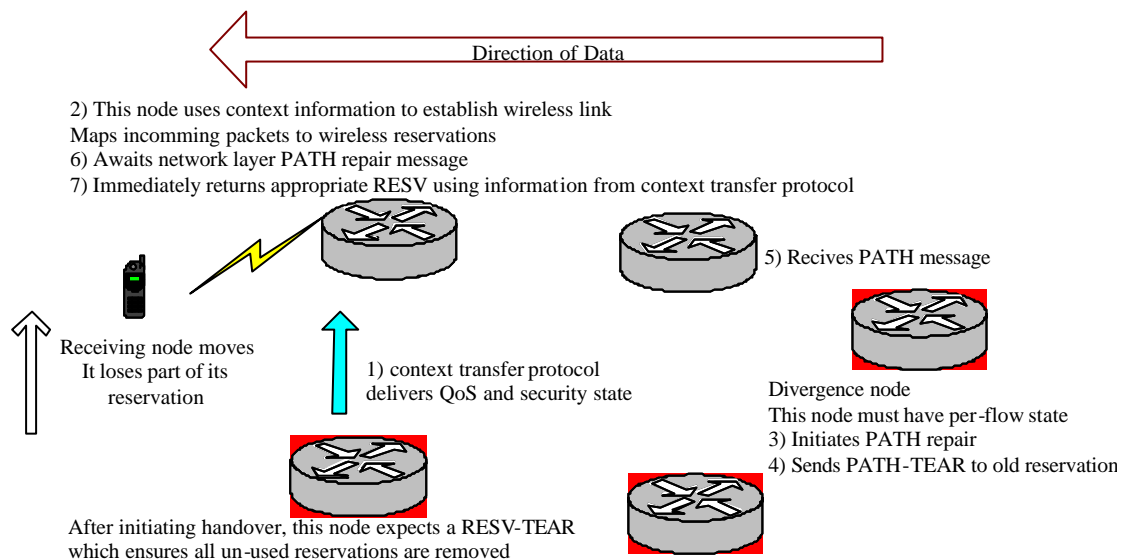 Direction of Data
2) This node uses context information to establish wireless link
Maps incomming packets to wireless reservations
6) Awaits network layer PATH repair message
7) Immediately returns appropriate RESV using information from context transfer protocol
5) Recives PATH message
Receiving node moves
It loses part of its
reservation
1) context transfer protocol
delivers QoS and security state
Divergence node
This node must have per-flow state
3) Initiates PATH repair
4) Sends PATH-TEAR to old reservation
After initiating handover, this node expects a RESV-TEAR
which ensures all un-used reservations are removed